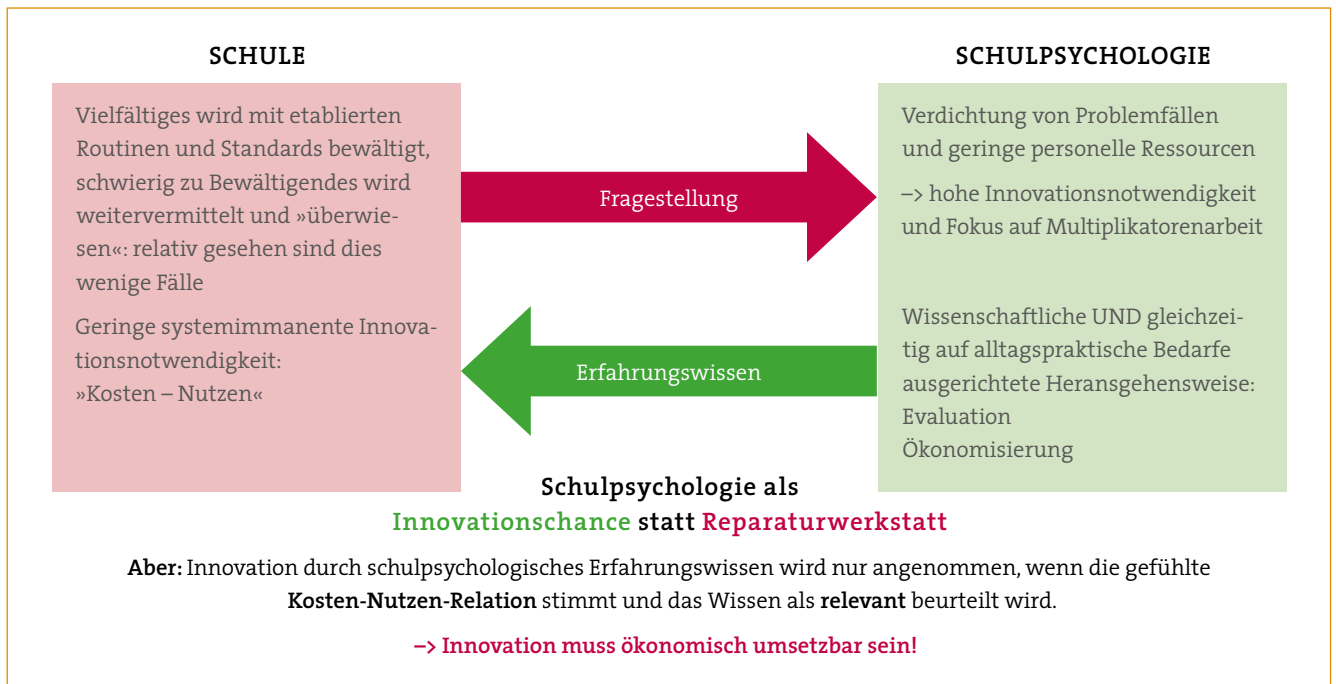 SCHULE
Vielfältiges wird mit etablierten
Routinen und Standards bewältigt,
schwierig zu Bewältigendes wird
weitervermittelt und »überwie-
sen«: relativ gesehen sind dies
wenige Fälle
Geringe systemimmanente Innova-
tionsnotwendigkeit:
»Kosten – Nutzen«
Fragestellung
Erfahrungswissen
SCHULPSYCHOLOGIE
Verdichtung von Problemfällen
und geringe personelle Ressourcen
–> hohe Innovationsnotwendigkeit
und Fokus auf Multiplikatorenarbeit
Wissenschaftliche UND gleichzei-
tig auf alltagspraktische Bedarfe
ausgerichtete Heransgehensweise:
Evaluation
Ökonomisierung
Schulpsychologie als
Innovationschance statt Reparaturwerkstatt
Aber: Innovation durch schulpsychologisches Erfahrungswissen wird nur angenommen, wenn die gefühlte
Kosten-Nutzen-Relation stimmt und das Wissen als relevant beurteilt wird.
–> Innovation muss ökonomisch umsetzbar sein!